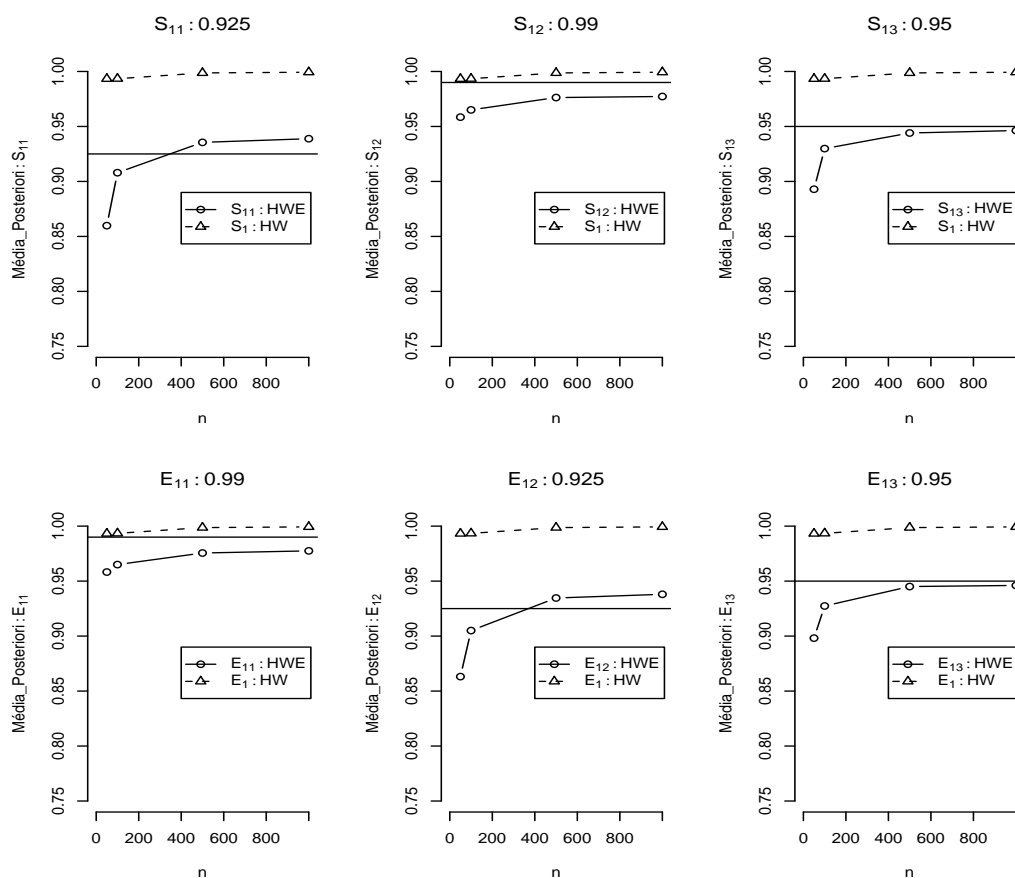 S11 : 0.925
Média_Posteriori : S11
1.00
0.95
0.90
0.85
0.80
0.75
S11 : HWE
S1 : HW
0 200 400 600 800
n
S12 : 0.99
Média_Posteriori : S12
1.00
0.95
0.90
0.85
0.80
0.75
S12 : HWE
S1 : HW
0 200 400 600 800
n
S13 : 0.95
Média_Posteriori : S13
1.00
0.95
0.90
0.85
0.80
0.75
S13 : HWE
S1 : HW
0 200 400 600 800
n
E11 : 0.99
Média_Posteriori : E11
1.00
0.95
0.90
0.85
0.80
0.75
E11 : HWE
E1 : HW
0 200 400 600 800
n
E12 : 0.925
Média_Posteriori : E12
1.00
0.95
0.90
0.85
0.80
0.75
E12 : HWE
E1 : HW
0 200 400 600 800
n
E13 : 0.95
Média_Posteriori : E13
1.00
0.95
0.90
0.85
0.80
0.75
E13 : HWE
E1 : HW
0 200 400 600 800
n